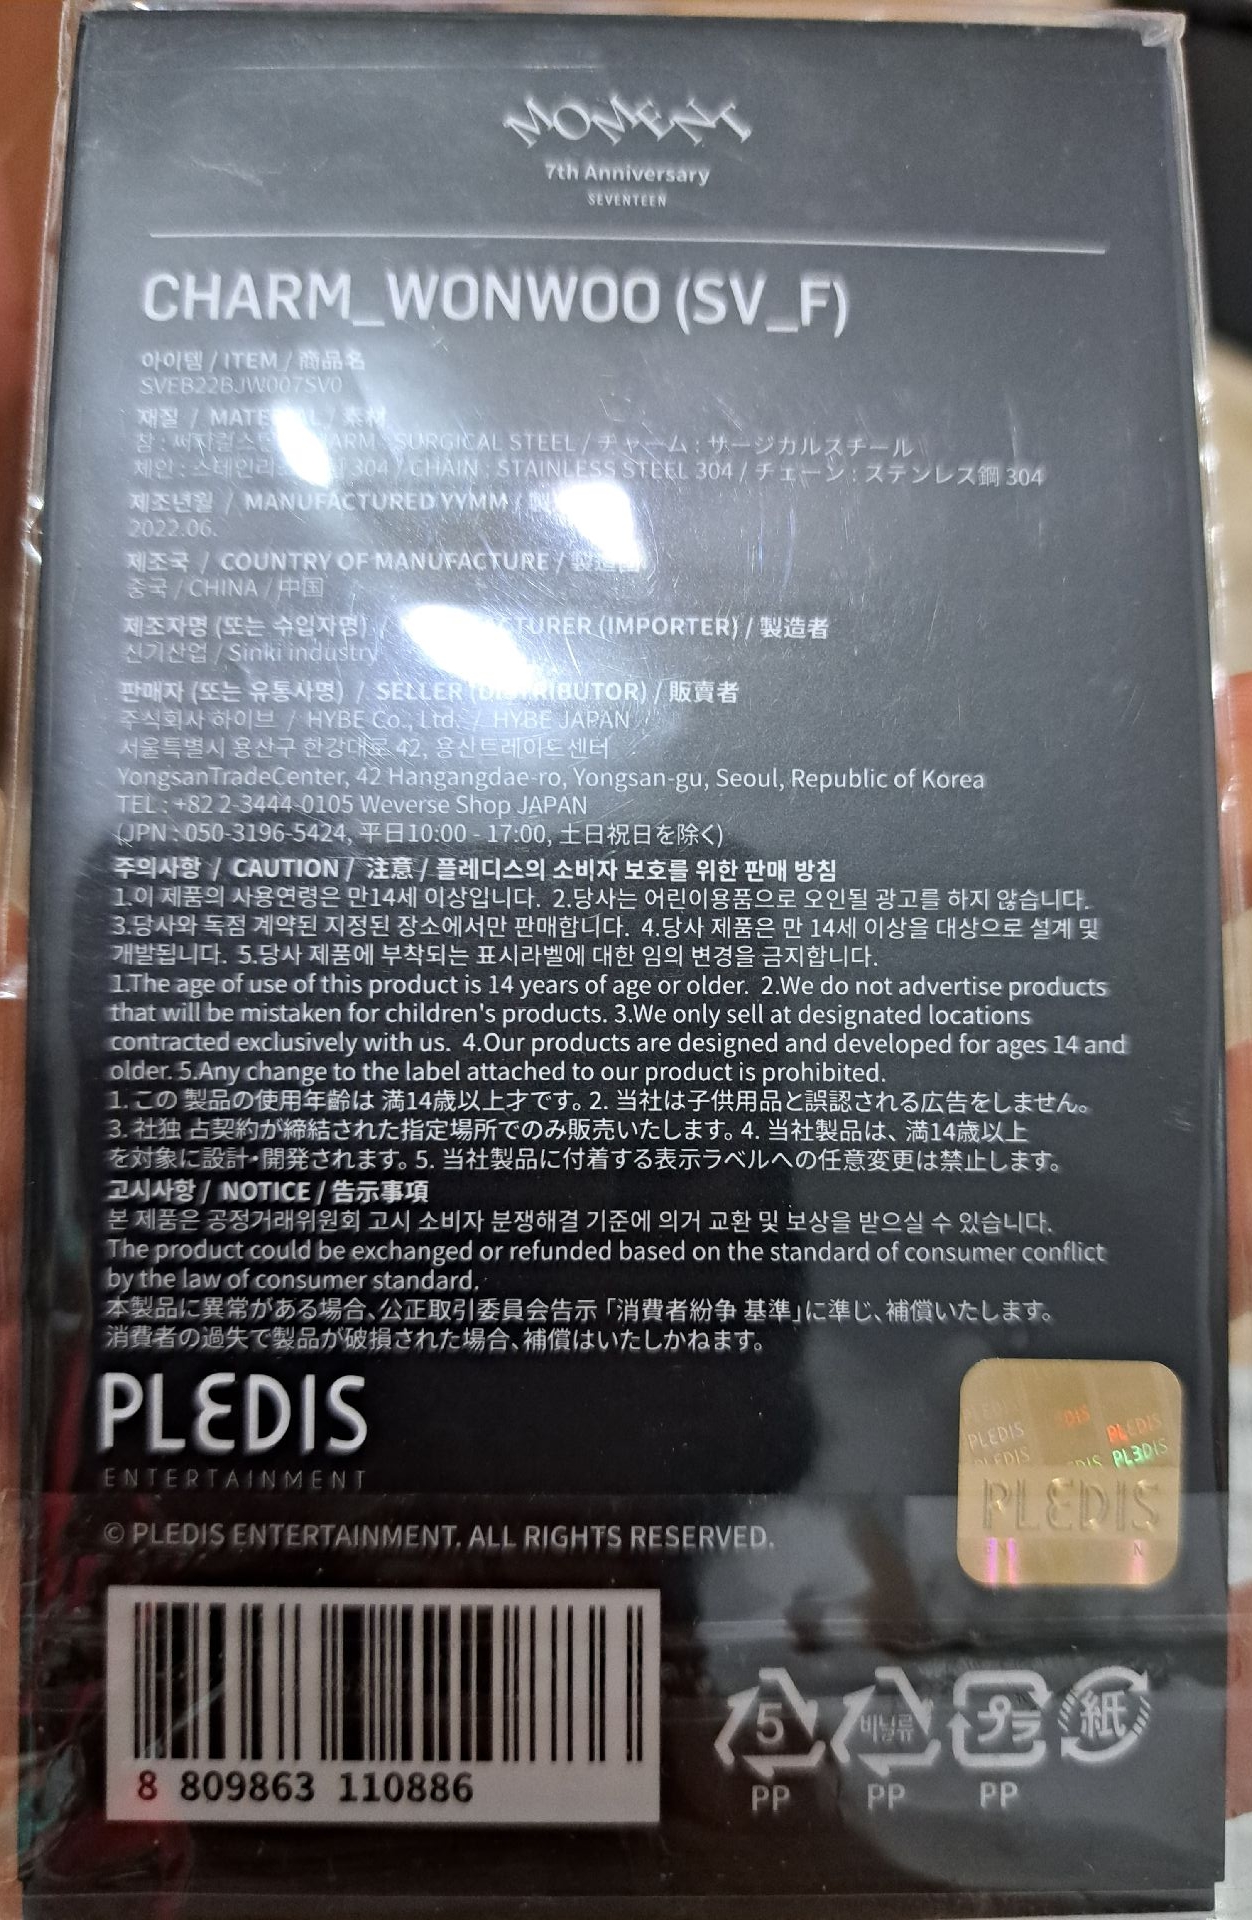 MOMENT
7th Anniversary
SEVENTEEN
CHARM_WONWOO (SV_F)
아이템 / ITEM / 商品名
SVEB22BJW007SV0
재질 / MATERIAL / 素材
참 : 써지컬스틸 / CHARM : SURGICAL STEEL / チャーム : サージカルスチール
체인 : 스테인리스 304 / CHAIN : STAINLESS STEEL 304 / チェーン : ステンレス鋼 304
제조년월 / MANUFACTURED YYMM / 製
2022.06.
제조국 / COUNTRY OF MANUFACTURE / 製造国
중국 / CHINA / 中国
제조자명 (또는 수입자명) / MANUFACTURER (IMPORTER) / 製造者
신기산업 / Sinki industry
판매자 (또는 유통사명) / SELLER (DISTRIBUTOR) / 販賣者
주식회사 하이브 / HYBE Co., Ltd. / HYBE JAPAN
서울특별시 용산구 한강대로 42, 용산트레이드센터
YongsanTradeCenter, 42 Hangangdae-ro, Yongsan-gu, Seoul, Republic of Korea
TEL : +82 2-3444-0105 Weverse Shop JAPAN
(JPN : 050-3196-5424, 平日10:00 - 17:00, 土日祝日を除く)
주의사항 / CAUTION / 注意 / 플레디스의 소비자 보호를 위한 판매 방침
1.이 제품의 사용연령은 만14세 이상입니다. 2.당사는 어린이용품으로 오인될 광고를 하지 않습니다.
3.당사와 독점 계약된 지정된 장소에서만 판매합니다. 4.당사 제품은 만 14세 이상을 대상으로 설계 및
개발됩니다. 5.당사 제품에 부착되는 표시라벨에 대한 임의 변경을 금지합니다.
1.The age of use of this product is 14 years of age or older. 2.We do not advertise products
that will be mistaken for children's products. 3.We only sell at designated locations
contracted exclusively with us. 4.Our products are designed and developed for ages 14 and
older. 5.Any change to the label attached to our product is prohibited.
1. この 製品の使用年齢は 満14歳以上才です。2. 当社は子供用品と誤認される広告をしません。
3. 社独 占契約が締結された指定場所でのみ販売いたします。4. 当社製品は、満14歳以上
を対象に設計・開発されます。5. 当社製品に付着する表示ラベルへの任意変更は禁止します。
고시사항 / NOTICE / 告示事項
본 제품은 공정거래위원회 고시 소비자 분쟁해결 기준에 의거 교환 및 보상을 받으실 수 있습니다.
The product could be exchanged or refunded based on the standard of consumer conflict
by the law of consumer standard.
本製品に異常がある場合、公正取引委員会告示「消費者紛争 基準」に準じ、補償いたします。
消費者の過失で製品が破損された場合、補償はいたしかねます。
PLEDIS
ENTERTAINMENT
PLEDIS
© PLEDIS ENTERTAINMENT. ALL RIGHTS RESERVED.
8 809863 110886
5 비닐류 プラ 紙
PP PP PP